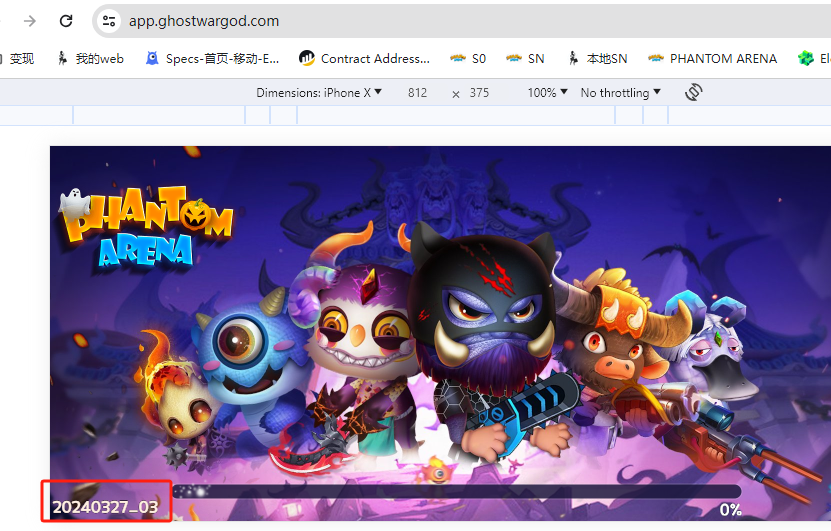 app.ghostwargod.com
变现
我的web
Specs-首页-移动-E...
Contract Address...
S0
SN
本地SN
PHANTOM ARENA
Dimensions: iPhone X
812
×
375
100%
No throttling
PHANTOM
ARENA
20240327_03
0%